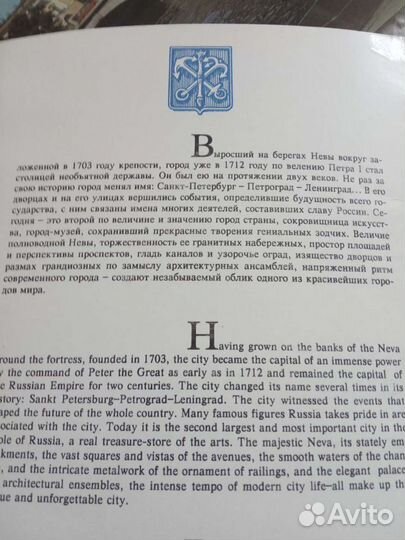 Выросший на берегах Невы вокруг за-
ложенной в 1703 году крепости, город уже в 1712 году по велению Петра I стал
столицей необъятной державы. Он был ею на протяжении двух веков. Не раз за
свою историю город менял имя: Санкт-Петербург – Петроград – Ленинград... В его
дворцах и на его улицах вершились события, определившие будущность всего го-
сударства, с ним связаны имена многих деятелей, составивших славу России. Се-
годня – это второй по величине и значению город страны, сокровищница искусст-
ва, город-музей, сохранивший прекрасные творения гениальных зодчих. Величие
полноводной Невы, торжественность ее гранитных набережных, простор площадей
и перспективы проспектов, гладь каналов и узорочье оград, изящество дворцов и
размах грандиозных по замыслу архитектурных ансамблей, напряженный ритм
современного города – создают незабываемый облик одного из красивейших горо-
дов мира.
Having grown on the banks of the Neva
round the fortress, founded in 1703, the city became the capital of an immense power
y the command of Peter the Great as early as in 1712 and remained the capital of
e Russian Empire for two centuries. The city changed its name several times in its
story: Sankt Petersburg–Petrograd–Leningrad. The city witnessed the events that
aped the future of the whole country. Many famous figures Russia takes pride in are
sociated with the city. Today it is the second largest and most important city in the
ole of Russia, a real treasure-store of the arts. The majestic Neva, its stately em
nkments, the vast squares and vistas of the avenues, the smooth waters of the chan
s, and the intricate metalwork of the ornament of railings, and the elegant palace
architectural ensembles, the intense tempo of modern city life–all make up the
que and unforgettable city.
Avito